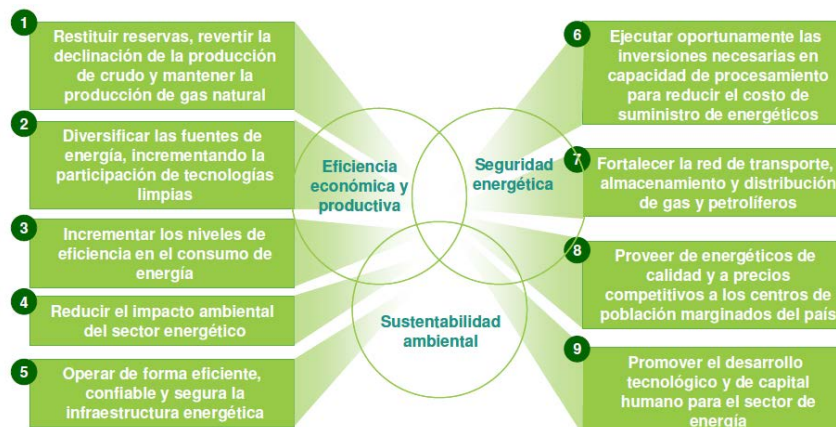 1
Restituir reservas, revertir la
declinación de la producción
de crudo y mantener la
producción de gas natural
2
Diversificar las fuentes de
energía, incrementando la
participación de tecnologías
limpias
3
Incrementar los niveles de
eficiencia en el consumo de
energía
4
Reducir el impacto ambiental
del sector energético
5
Operar de forma eficiente,
confiable y segura la
infraestructura energética
Eficiencia
económica y
productiva
Seguridad
energética
Sustentabilidad
ambiental
6
Ejecutar oportunamente las
inversiones necesarias en
capacidad de procesamiento
para reducir el costo de
suministro de energéticos
7
Fortalecer la red de transporte,
almacenamiento y distribución
de gas y petrolíferos
8
Proveer de energéticos de
calidad y a precios
competitivos a los centros de
población marginados del país
9
Promover el desarrollo
tecnológico y de capital
humano para el sector de
energía